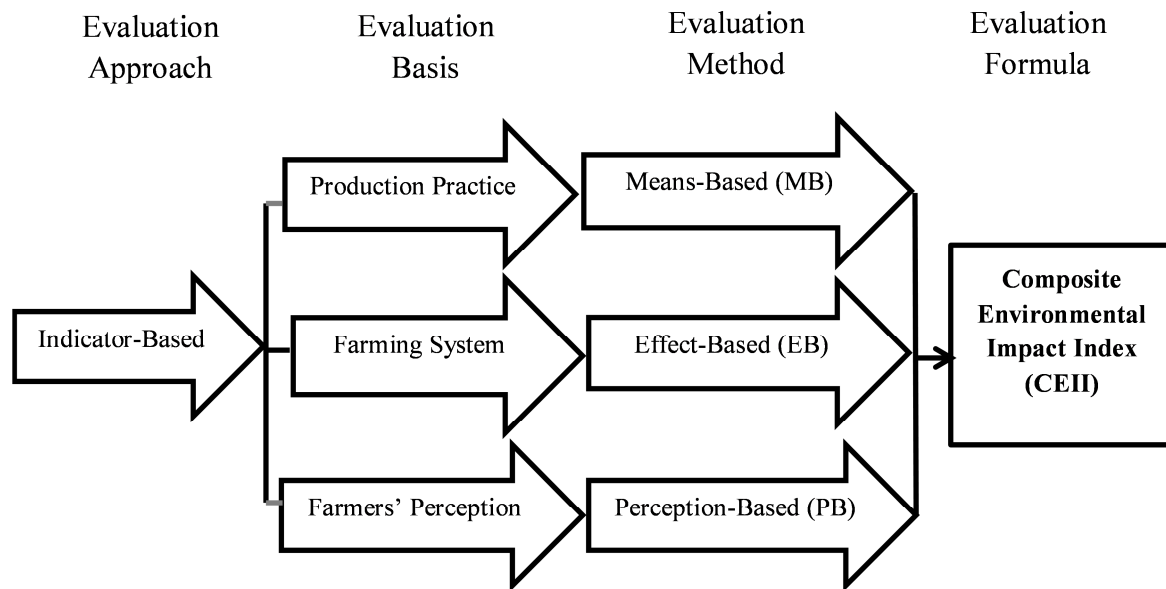 Evaluation
Approach
Evaluation
Basis
Evaluation
Method
Evaluation
Formula
Production Practice
Means-Based (MB)
Indicator-Based
Farming System
Effect-Based (EB)
Composite
Environmental
Impact Index
(CEII)
Farmers’ Perception
Perception-Based (PB)